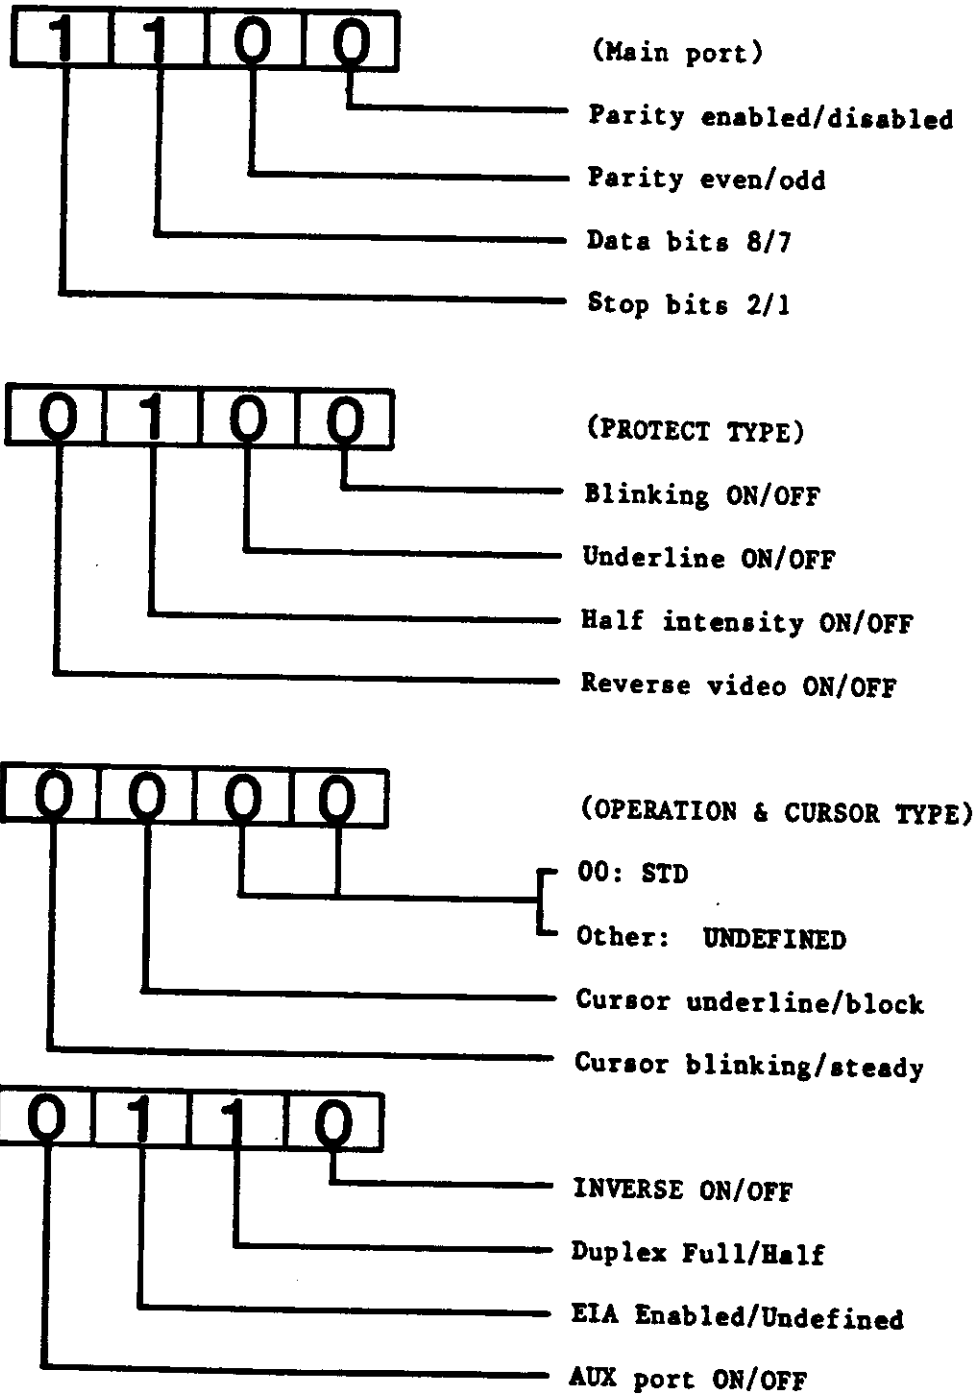 1 1 0 0
(Main port)
Parity enabled/disabled
Parity even/odd
Data bits 8/7
Stop bits 2/1
0 1 0 0
(PROTECT TYPE)
Blinking ON/OFF
Underline ON/OFF
Half intensity ON/OFF
Reverse video ON/OFF
0 0 0 0
(OPERATION & CURSOR TYPE)
00: STD
Other: UNDEFINED
Cursor underline/block
Cursor blinking/steady
0 1 1 0
INVERSE ON/OFF
Duplex Full/Half
EIA Enabled/Undefined
AUX port ON/OFF